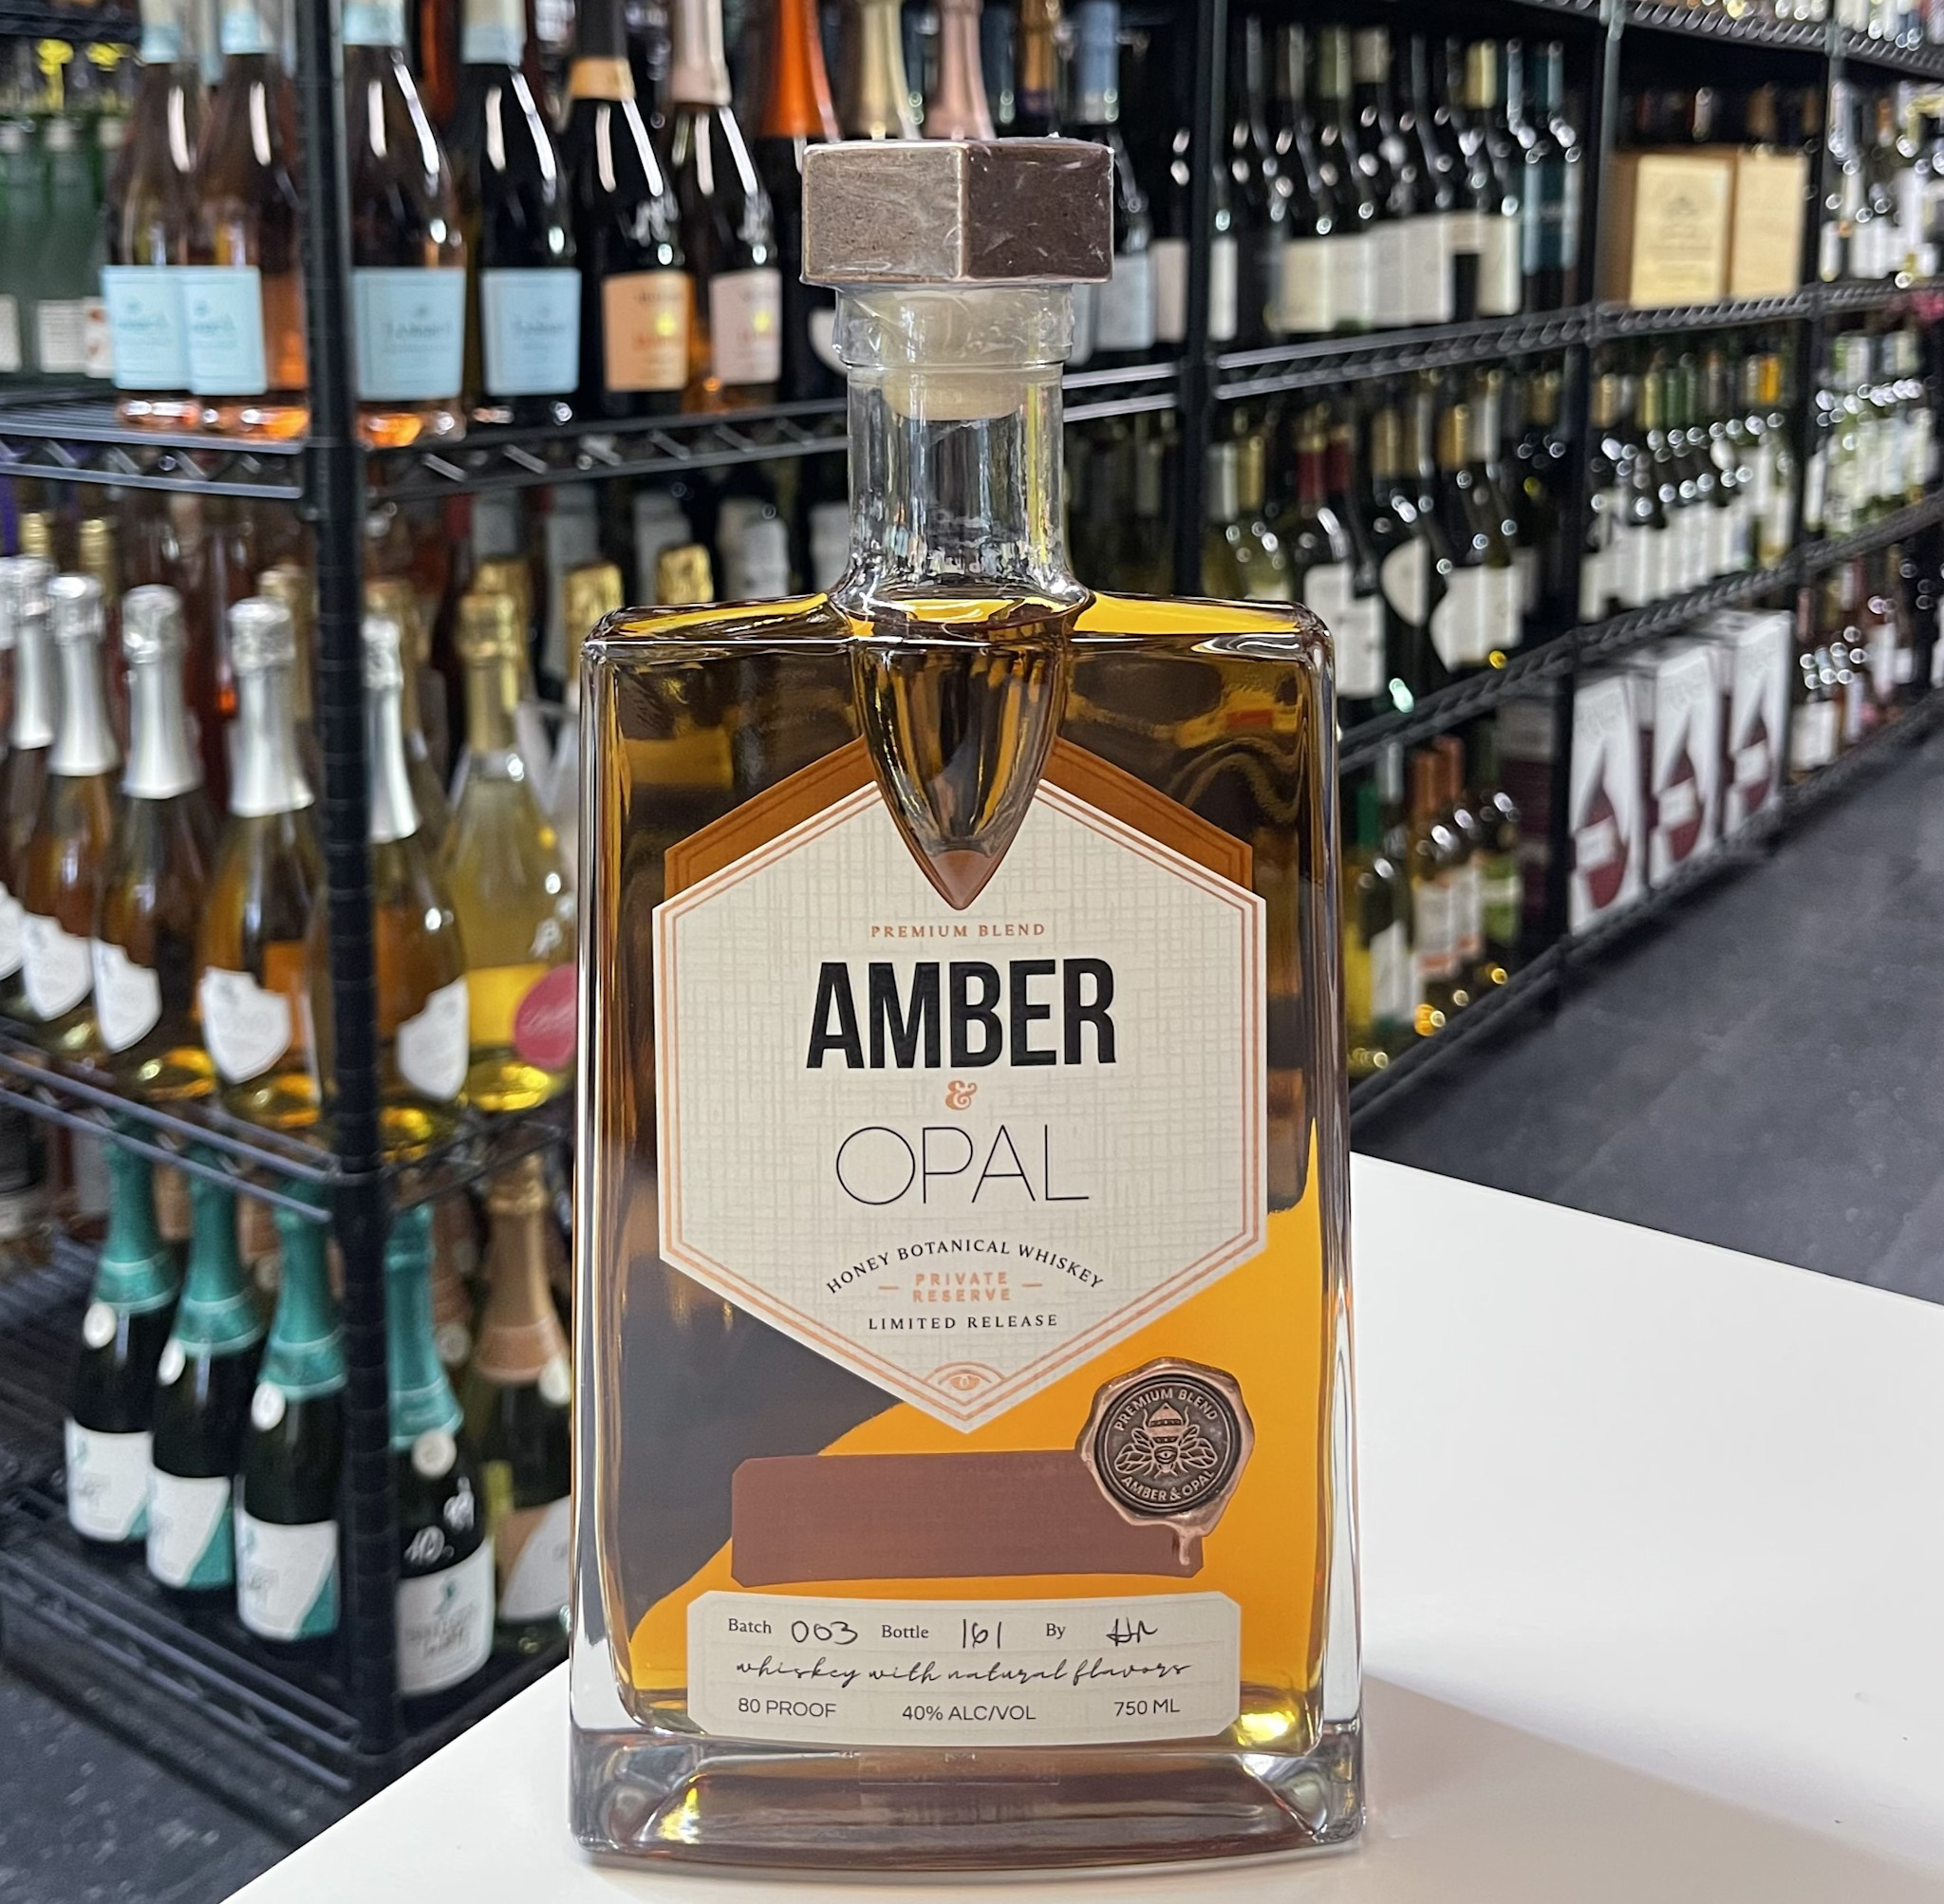 PREMIUM BLEND
AMBER
&
OPAL
HONEY BOTANICAL WHISKEY
PRIVATE
RESERVE
LIMITED RELEASE
PREMIUM BLEND
AMBER & OPAL
Batch 003 Bottle 161 By HR
whiskey with natural flavors
80 PROOF 40% ALC/VOL 750 ML